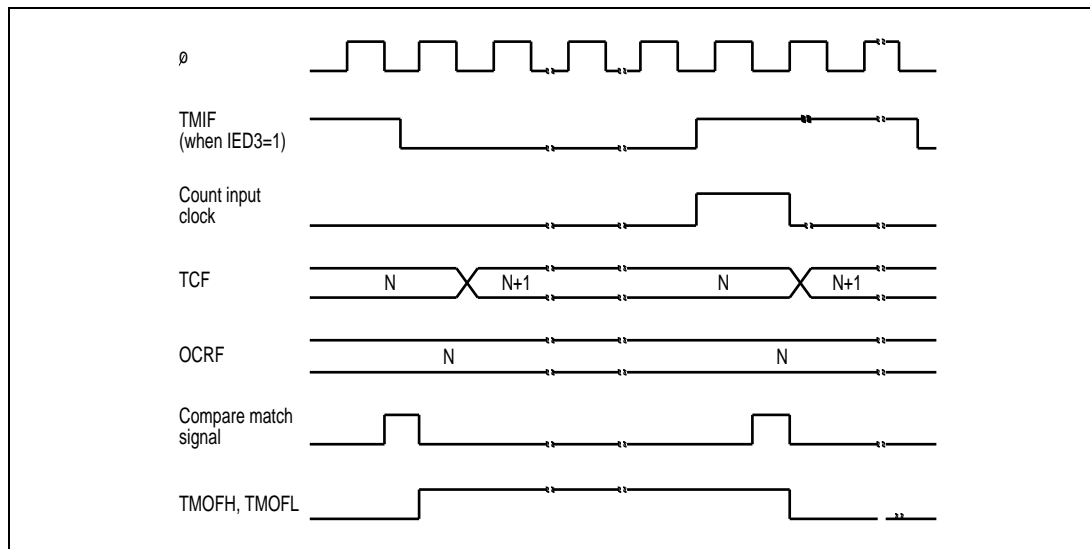 ø
TMIF
(when IED3=1)
Count input
clock
TCF
N
N+1
N
N+1
OCRF
N
N
Compare match
signal
TMOFH, TMOFL